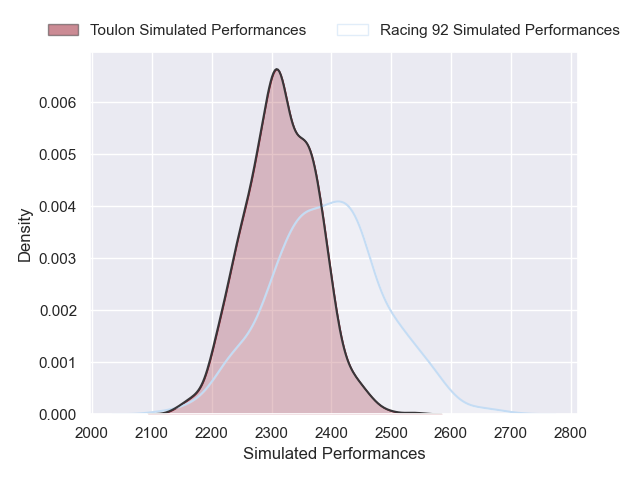 Toulon Simulated Performances
Racing 92 Simulated Performances
0.006
0.005
0.004
0.003
0.002
0.001
0.000
Density
2000 2100 2200 2300 2400 2500 2600 2700 2800
Simulated Performances